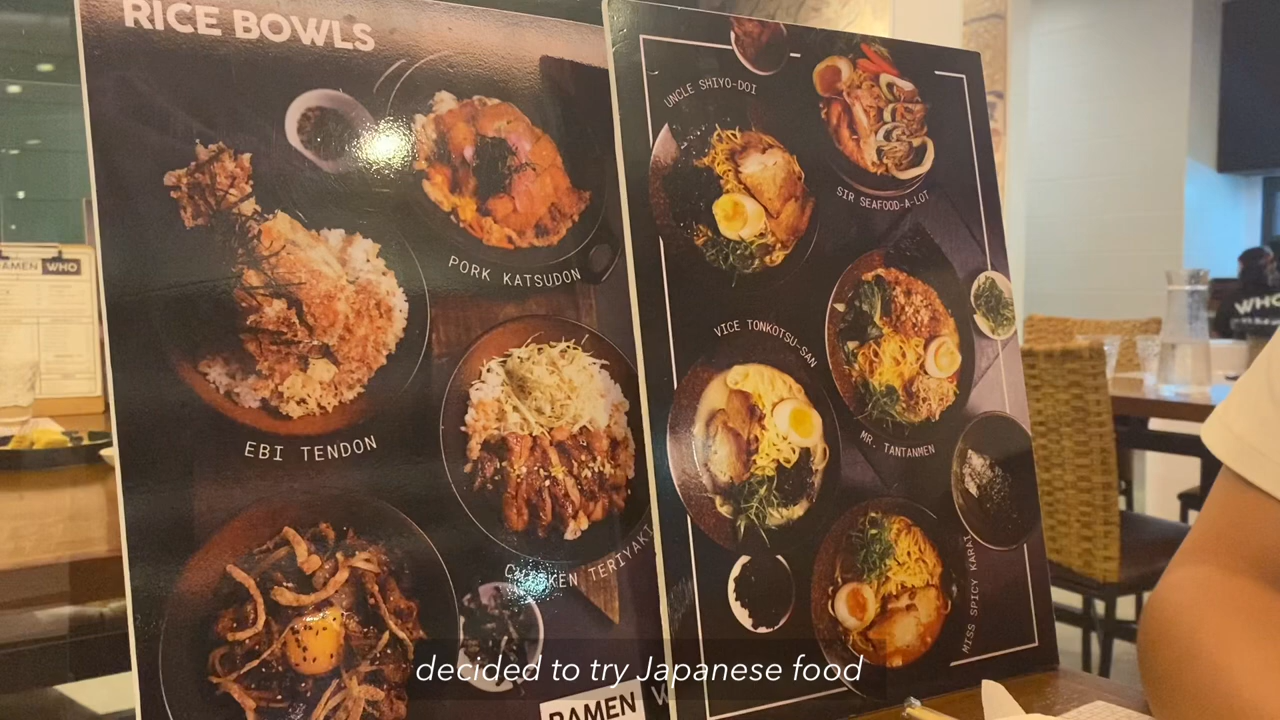 RICE BOWLS
PORK KATSUDON
EBI TENDON
CHICKEN TERIYAKI
RAMEN
UNCLE SHIYO-DOI
SIR SEAFOOD-A-LOT
VICE TONKOTSU-SAN
MR. TANTANMEN
MISS SPICY KARAI
RAMEN WHO
WHO
decided to try Japanese food